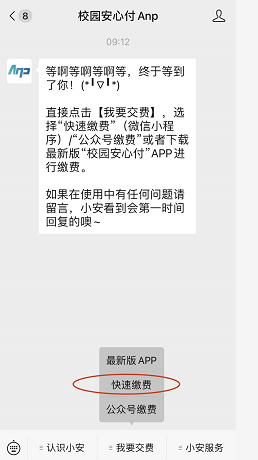 8
校园安心付Anp
09:12
Anp
等啊等啊等啊等，终于等到
了你！(*╹▽╹*)
直接点击【我要交费】，选
择“快速缴费”（微信小程
序）/“公众号缴费”或者下载
最新版“校园安心付”APP进
行缴费。
如果在使用中有任何问题请
留言，小安看到会第一时间
回复的噢～
最新版 APP
快速缴费
公众号缴费
认识小安
我要交费
小安服务